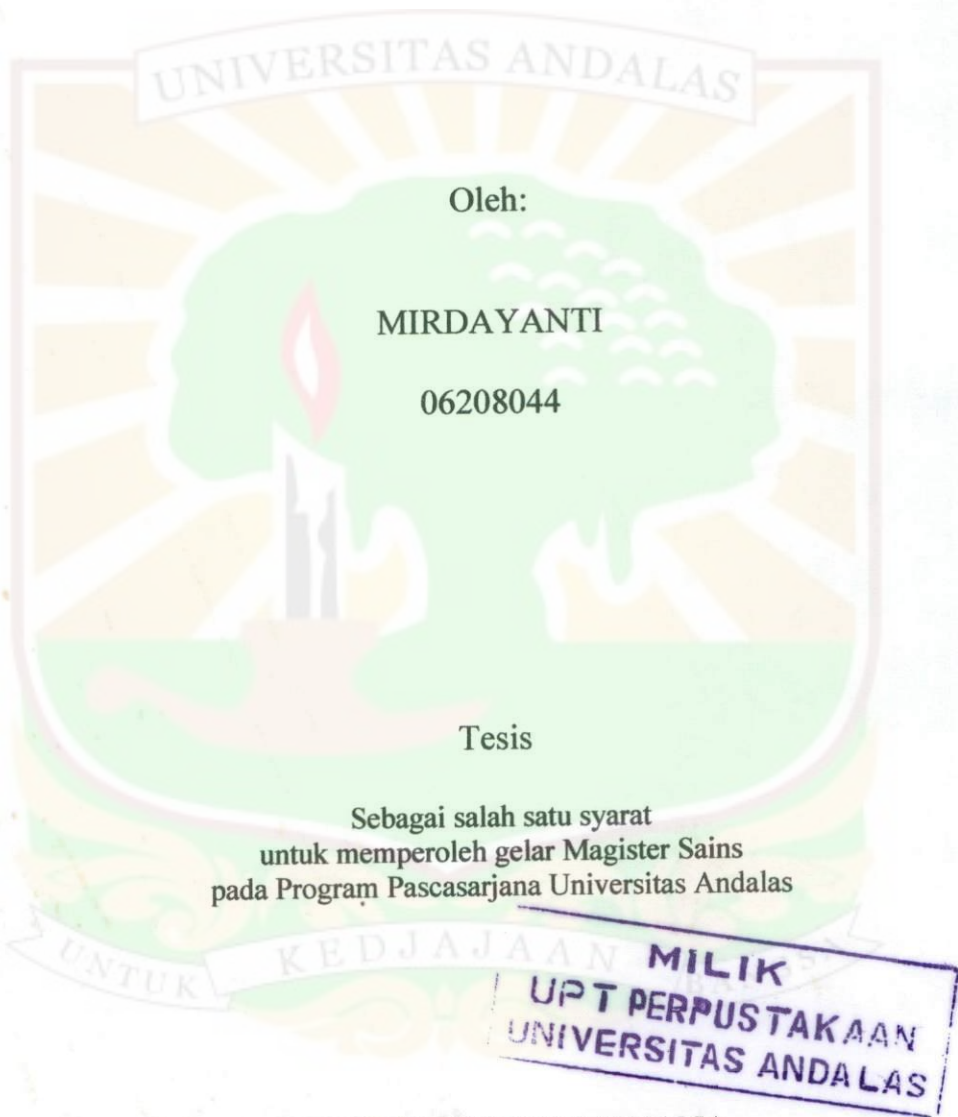 UNIVERSITAS ANDALAS
Oleh:
MIRDAYANTI
06208044
Tesis
Sebagai salah satu syarat
untuk memperoleh gelar Magister Sains
pada Program Pascasarjana Universitas Andalas
UNTUK KEDJAJAAN BANGSA
MILIK
UPT PERPUSTAKAAN
UNIVERSITAS ANDALAS